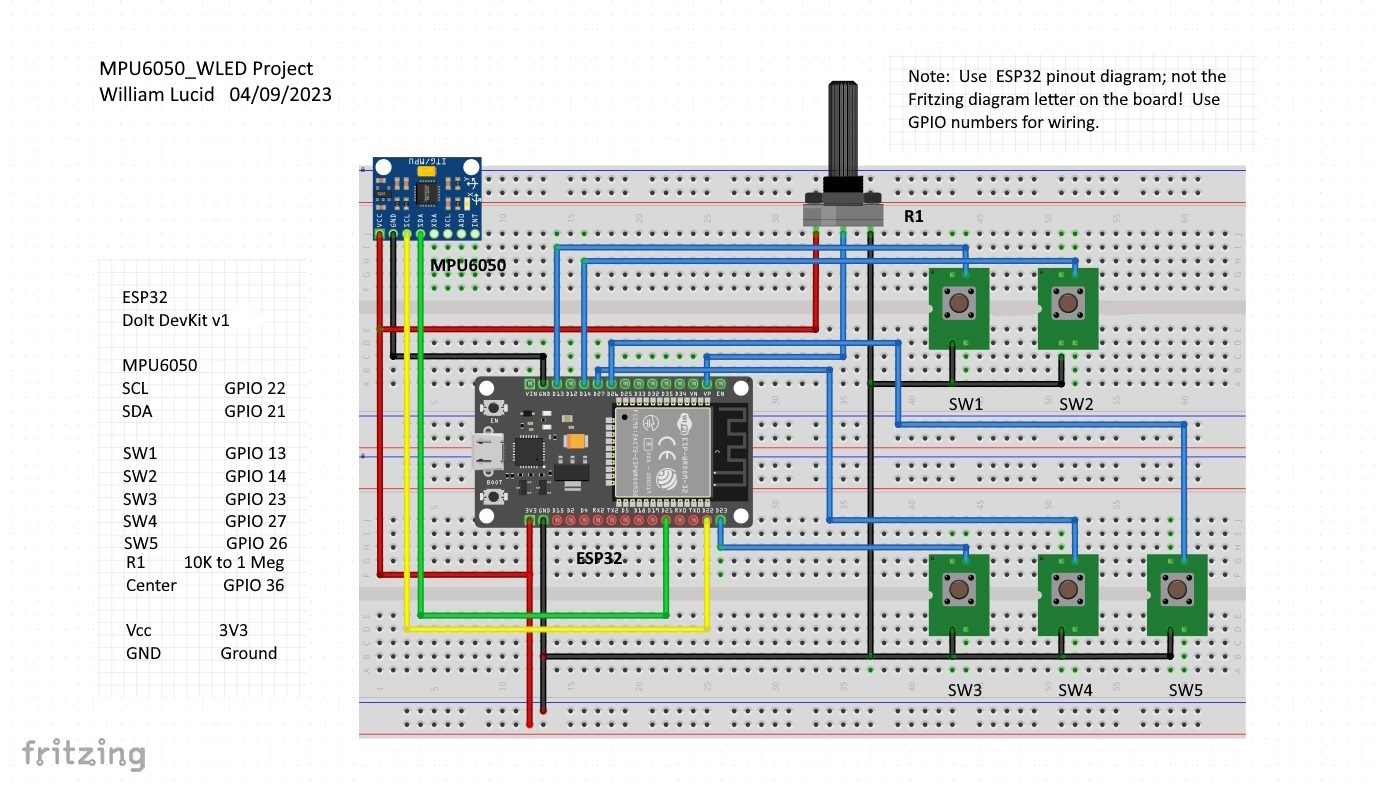 MPU6050_WLED Project
William Lucid 04/09/2023
Note: Use ESP32 pinout diagram; not the
Fritzing diagram letter on the board! Use
GPIO numbers for wiring.
ITG/MPU
VCC GND SCL SDA XDA XCL ADO INT
R1
MPU6050
ESP32
DoIt DevKit v1
MPU6050
SCL GPIO 22
SDA GPIO 21
SW1 GPIO 13
SW2 GPIO 14
SW3 GPIO 23
SW4 GPIO 27
SW5 GPIO 26
R1 10K to 1 Meg
Center GPIO 36
Vcc 3V3
GND Ground
VIN GND D13 D12 D14 D27 D26 D25 D33 D32 D35 D34 VN VP EN
EN
BOOT
ESP-WROOM-32
3V3 GND D15 D2 D4 RX2 TX2 D5 D18 D19 D21 RX0 TX0 D22 D23
ESP32
SW1 SW2
SW3 SW4 SW5
fritzing